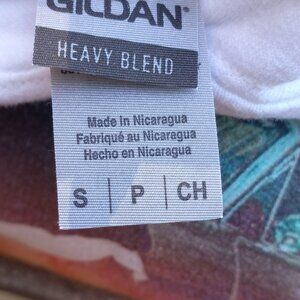 GILDAN
HEAVY BLEND
Made in Nicaragua
Fabriqué au Nicaragua
Hecho en Nicaragua
S | P | CH